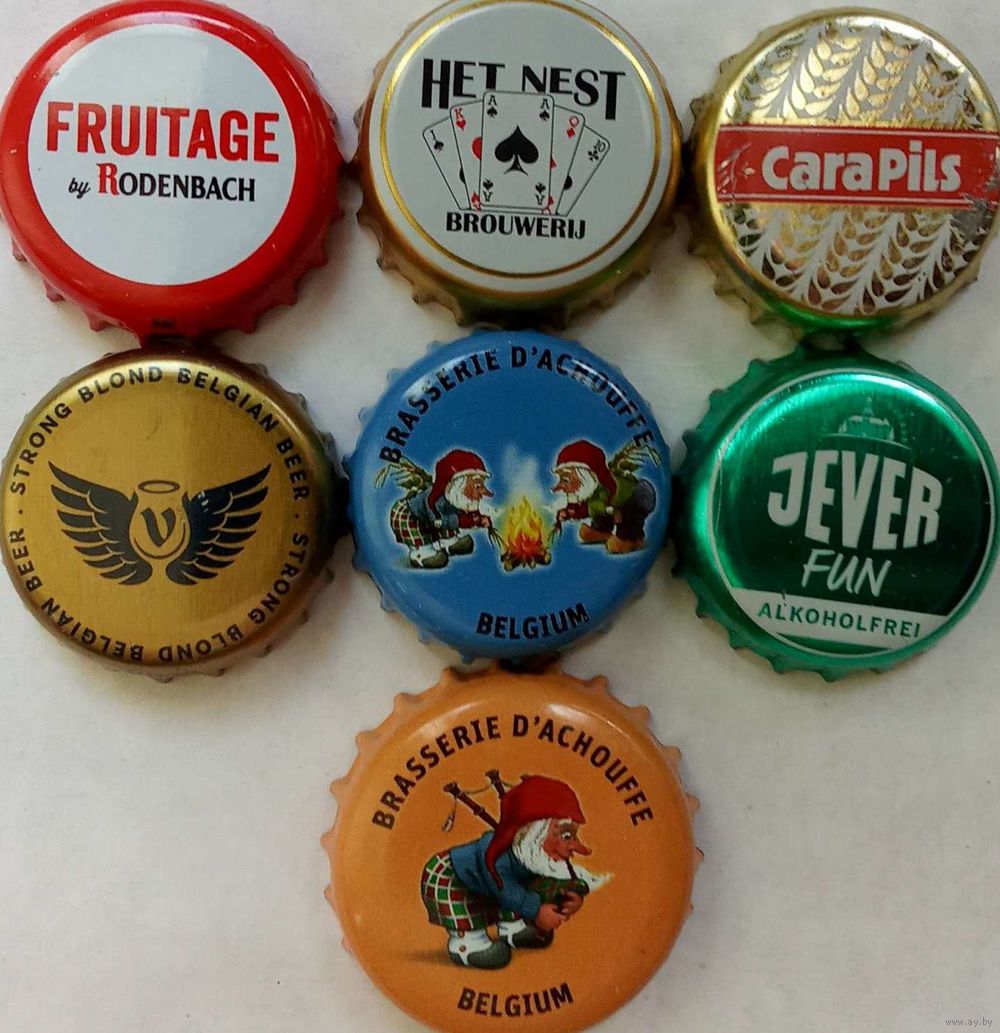 FRUITAGE
by RODENBACH
HET NEST
A A
K Q
J 10
BROUWERIJ
CaraPils
STRONG BLOND BELGIAN BEER · STRONG BLOND BELGIAN BEER ·
V
BRASSERIE D'ACHOUFFE
BELGIUM
JEVER
FUN
ALKOHOLFREI
BRASSERIE D'ACHOUFFE
BELGIUM
www.ay.by